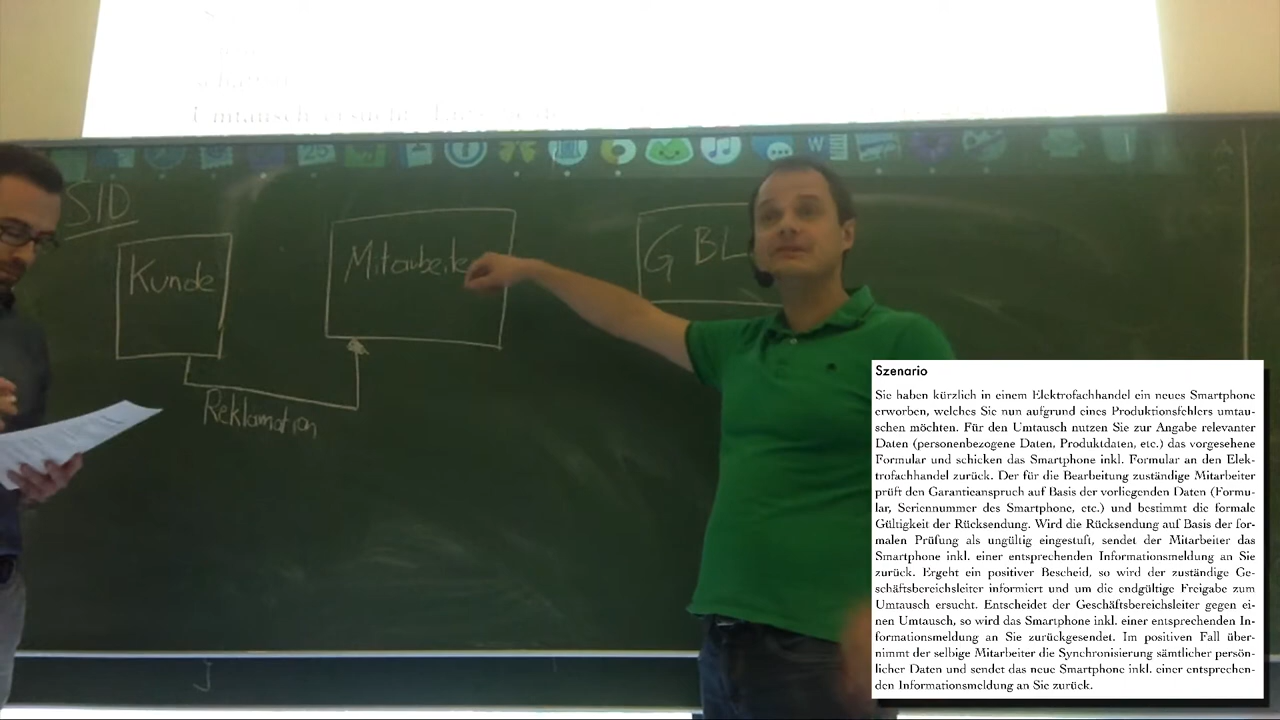 Umtausch ersucht. Entscheidet
SID
Kunde
Mitarbeite
GBL
Reklamation
Szenario
Sie haben kürzlich in einem Elektrofachhandel ein neues Smartphone
erworben, welches Sie nun aufgrund eines Produktionsfehlers umtau-
schen möchten. Für den Umtausch nutzen Sie zur Angabe relevanter
Daten (personenbezogene Daten, Produktdaten, etc.) das vorgesehene
Formular und schicken das Smartphone inkl. Formular an den Elek-
trofachhandel zurück. Der für die Bearbeitung zuständige Mitarbeiter
prüft den Garantieanspruch auf Basis der vorliegenden Daten (Formu-
lar, Seriennummer des Smartphone, etc.) und bestimmt die formale
Gültigkeit der Rücksendung. Wird die Rücksendung auf Basis der for-
malen Prüfung als ungültig eingestuft, sendet der Mitarbeiter das
Smartphone inkl. einer entsprechenden Informationsmeldung an Sie
zurück. Ergeht ein positiver Bescheid, so wird der zuständige Ge-
schäftsbereichsleiter informiert und um die endgültige Freigabe zum
Umtausch ersucht. Entscheidet der Geschäftsbereichsleiter gegen ei-
nen Umtausch, so wird das Smartphone inkl. einer entsprechenden In-
formationsmeldung an Sie zurückgesendet. Im positiven Fall über-
nimmt der selbige Mitarbeiter die Synchronisierung sämtlicher persön-
licher Daten und sendet das neue Smartphone inkl. einer entsprechen-
den Informationsmeldung an Sie zurück.